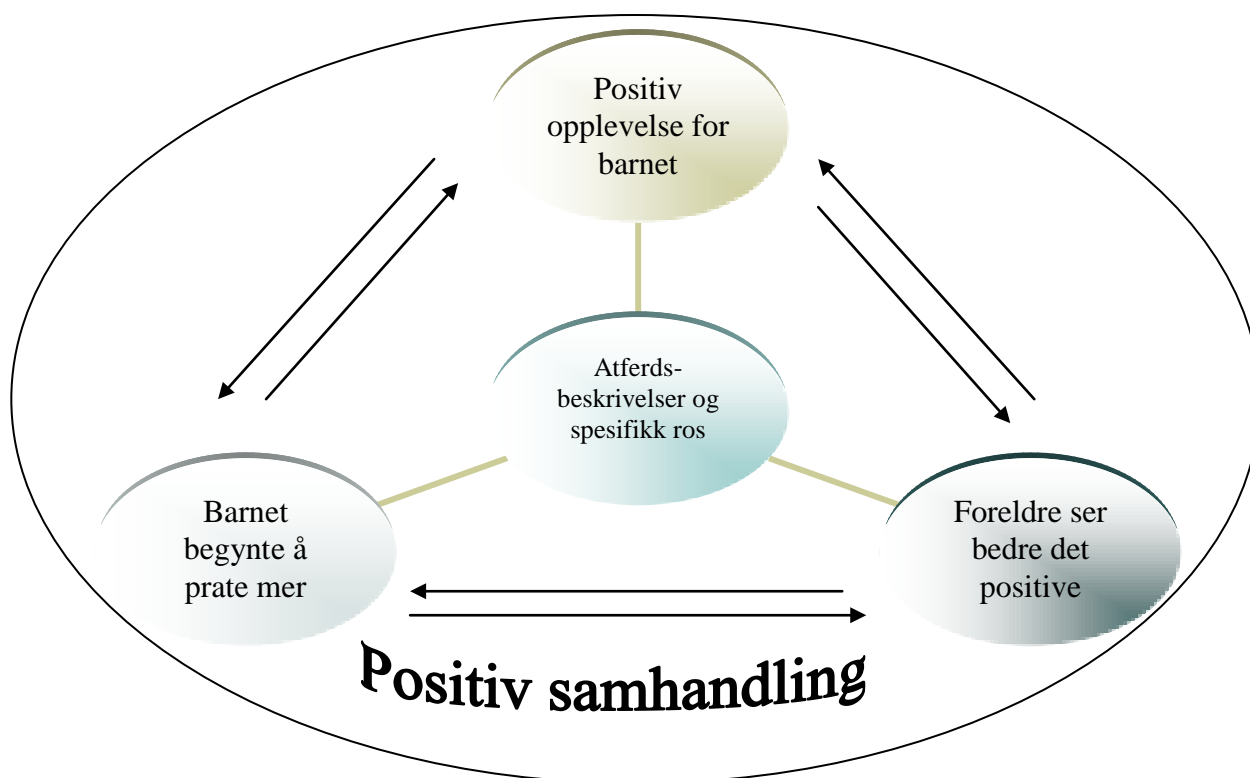 Positiv
opplevelse for
barnet
Atferds-
beskrivelser og
spesifikk ros
Barnet
begynte å
prate mer
Foreldre ser
bedre det
positive
Positiv samhandling